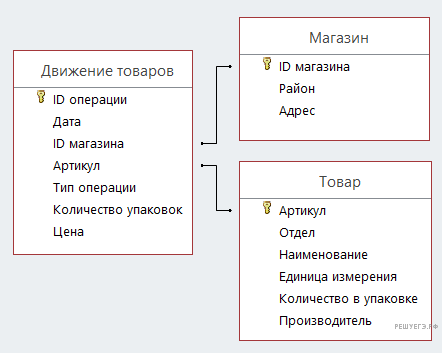 Движение товаров
ID операции
Дата
ID магазина
Артикул
Тип операции
Количество упаковок
Цена
Магазин
ID магазина
Район
Адрес
Товар
Артикул
Отдел
Наименование
Единица измерения
Количество в упаковке
Производитель
РЕШУЕГЭ.РФ